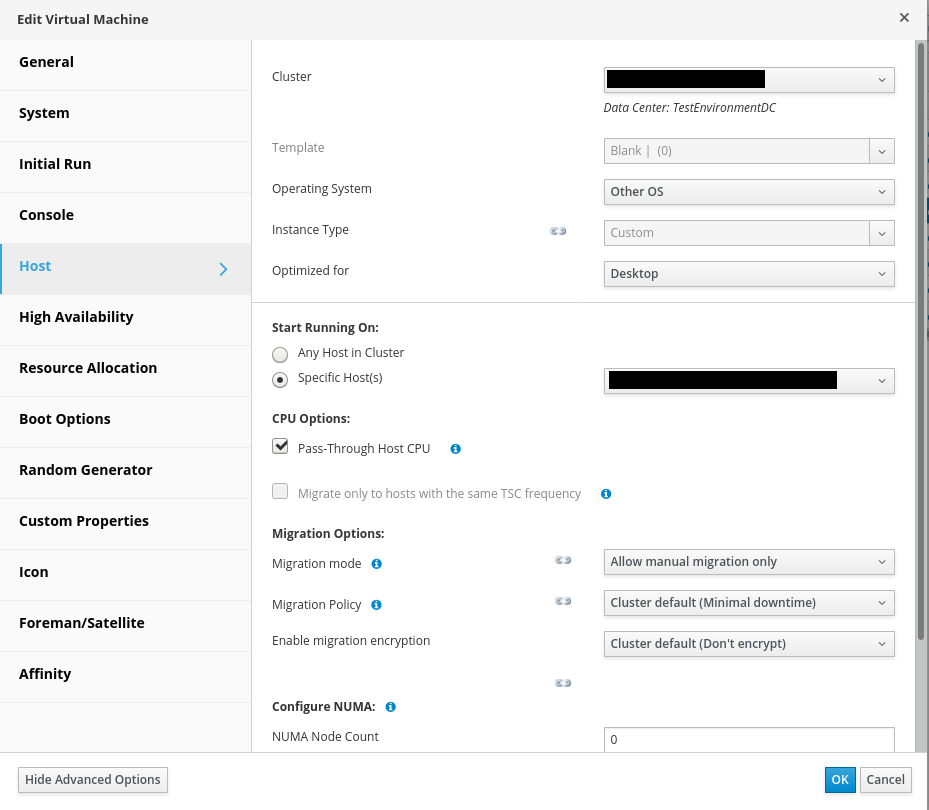 Edit Virtual Machine
General
System
Initial Run
Console
Host
High Availability
Resource Allocation
Boot Options
Random Generator
Custom Properties
Icon
Foreman/Satellite
Affinity
Cluster
Data Center: TestEnvironmentDC
Template Blank | (0)
Operating System Other OS
Instance Type Custom
Optimized for Desktop
Start Running On:
Any Host in Cluster
Specific Host(s)
CPU Options:
Pass-Through Host CPU
Migrate only to hosts with the same TSC frequency
Migration Options:
Migration mode Allow manual migration only
Migration Policy Cluster default (Minimal downtime)
Enable migration encryption Cluster default (Don't encrypt)
Configure NUMA:
NUMA Node Count 0
Hide Advanced Options OK Cancel